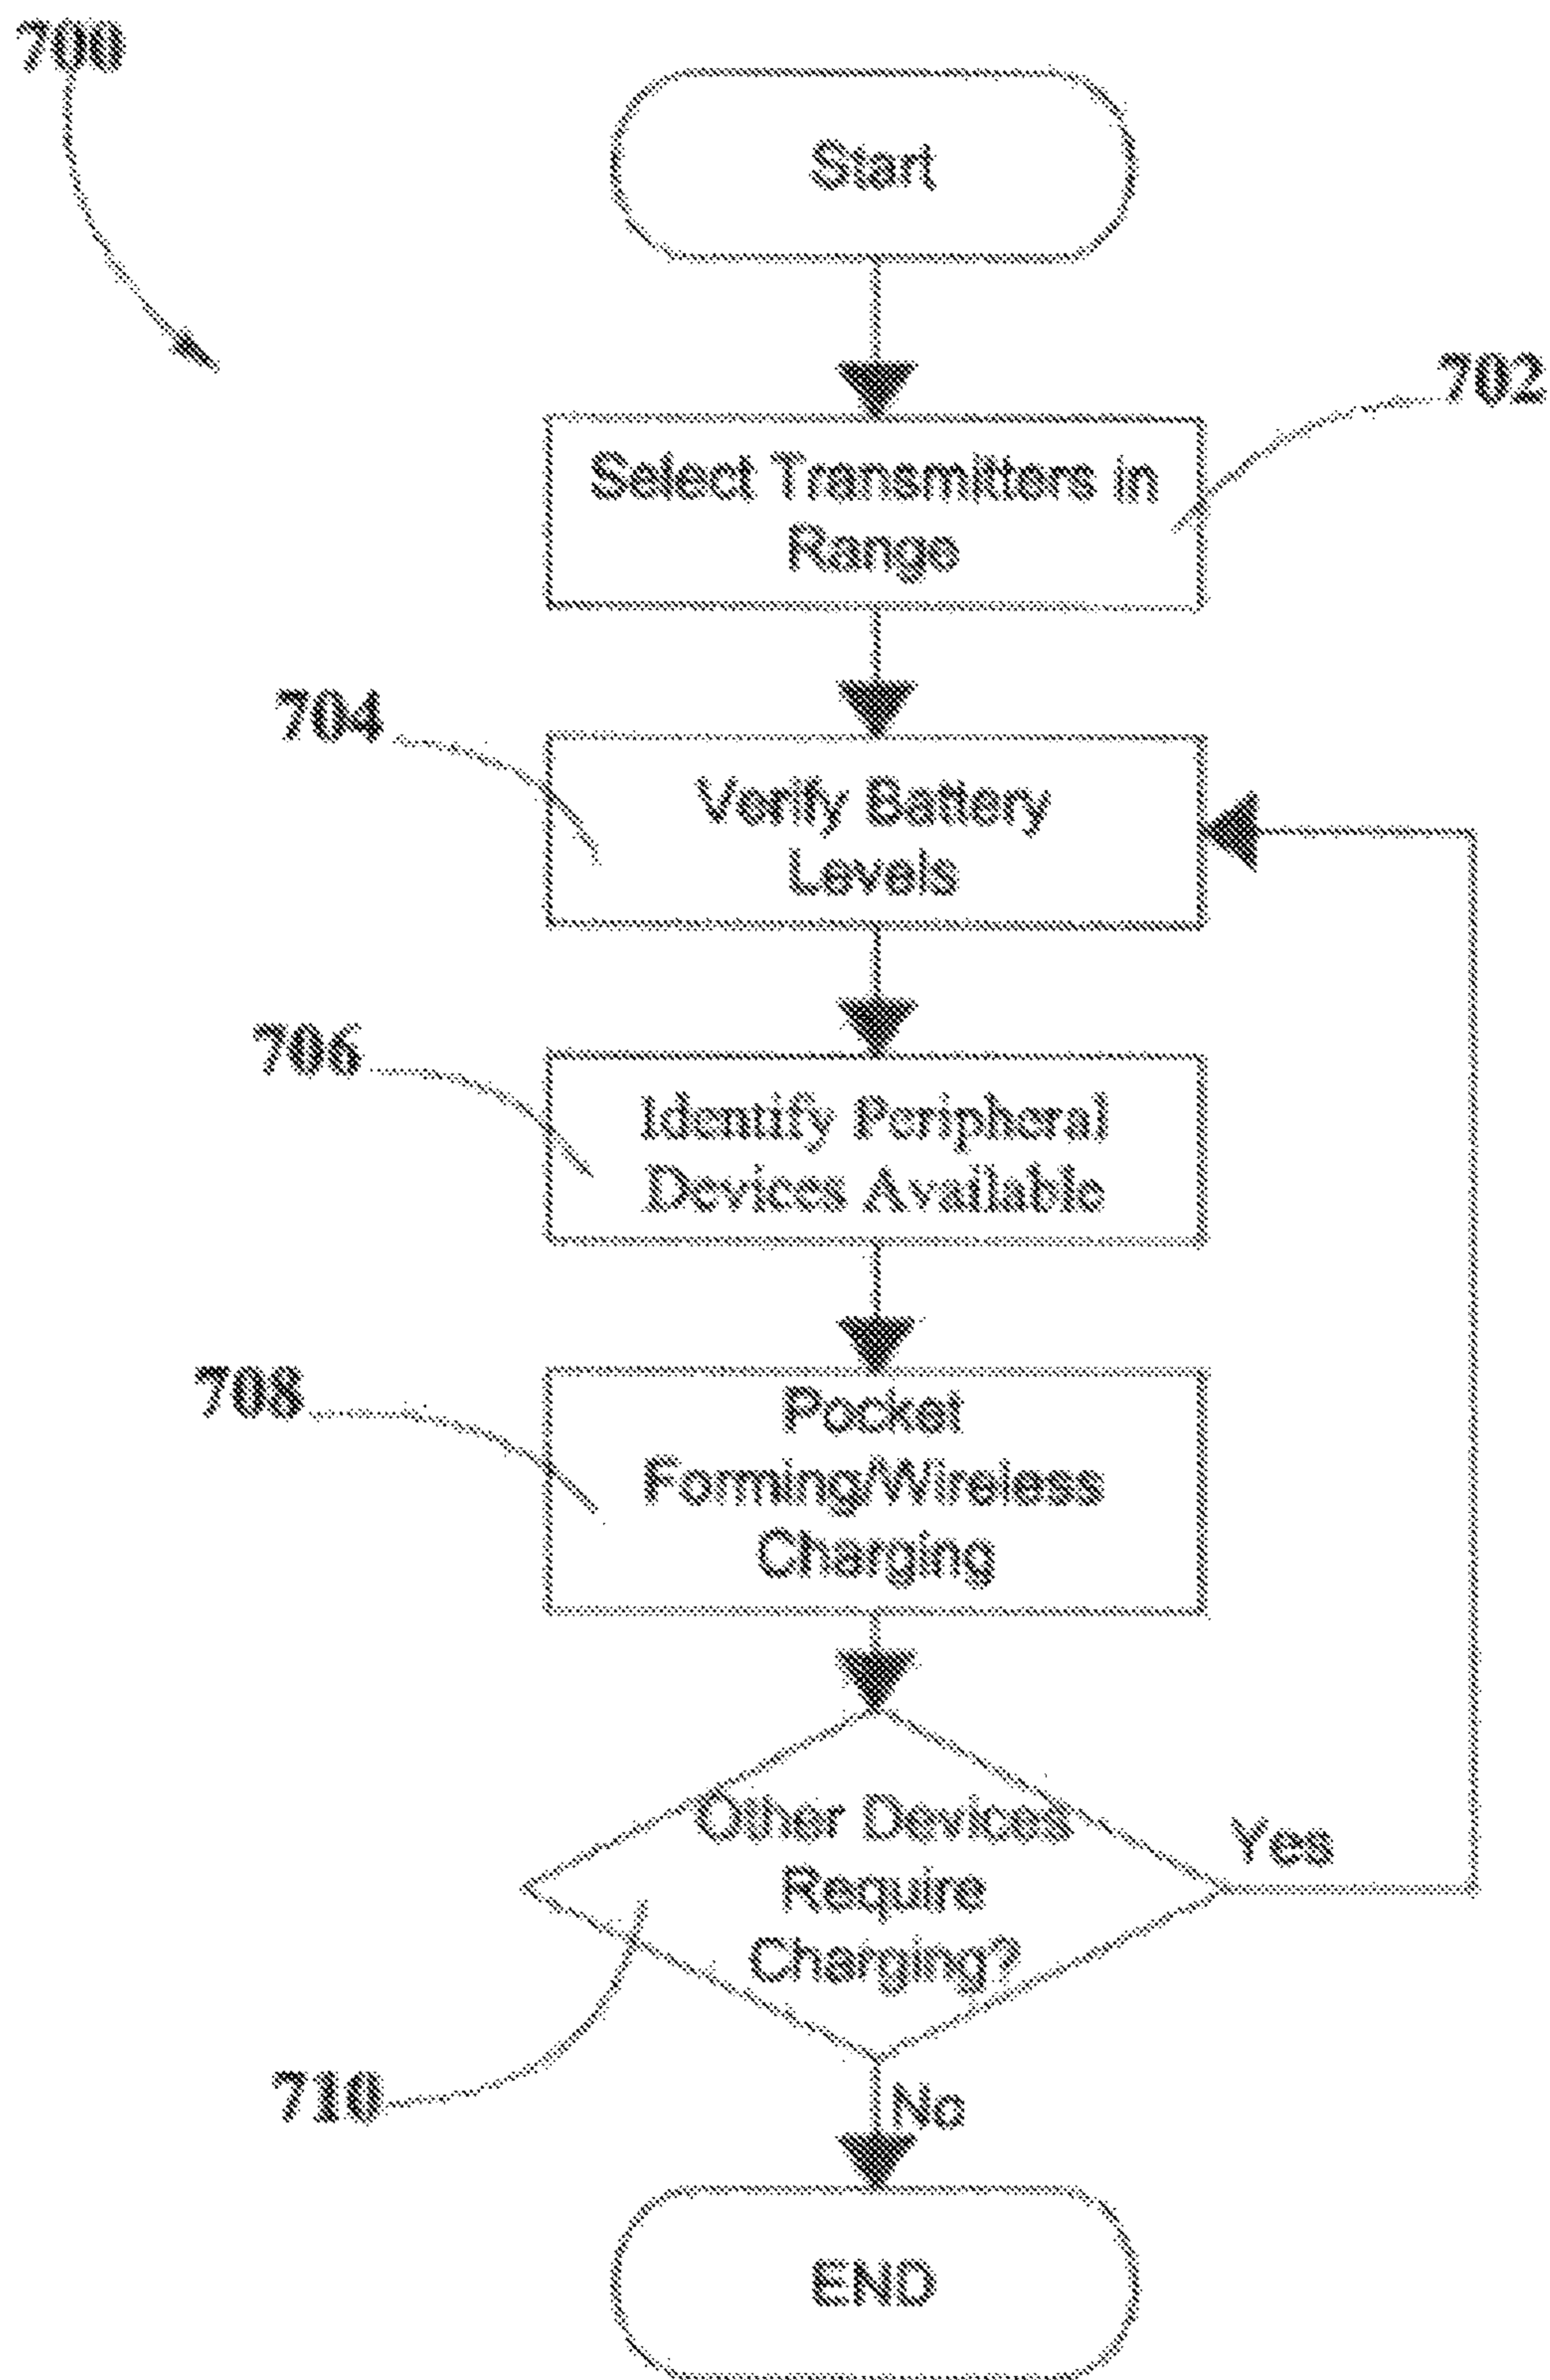 700
Start
702
Select Transmitters in
Range
704
Verify Battery
Levels
706
Identify Peripheral
Devices Available
708
Pocket
Forming/Wireless
Charging
Other Devices
Require
Charging?
Yes
710
No
END